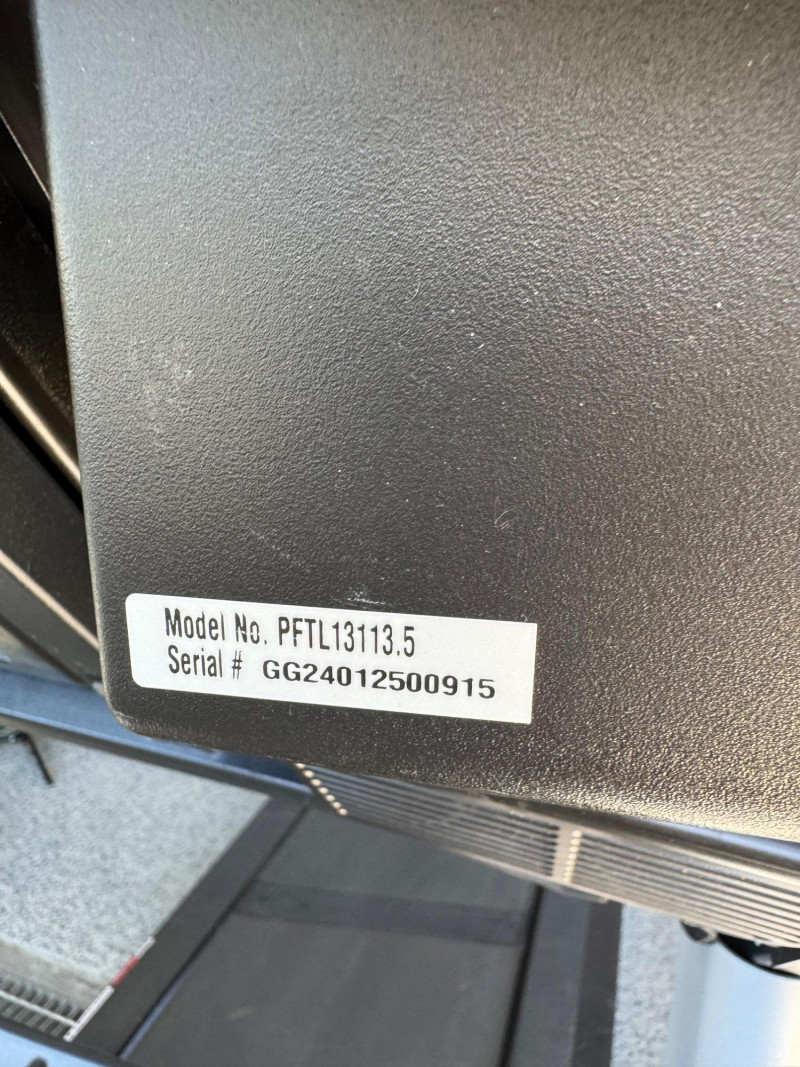 Model No. PFTL13113.5
Serial # GG24012500915